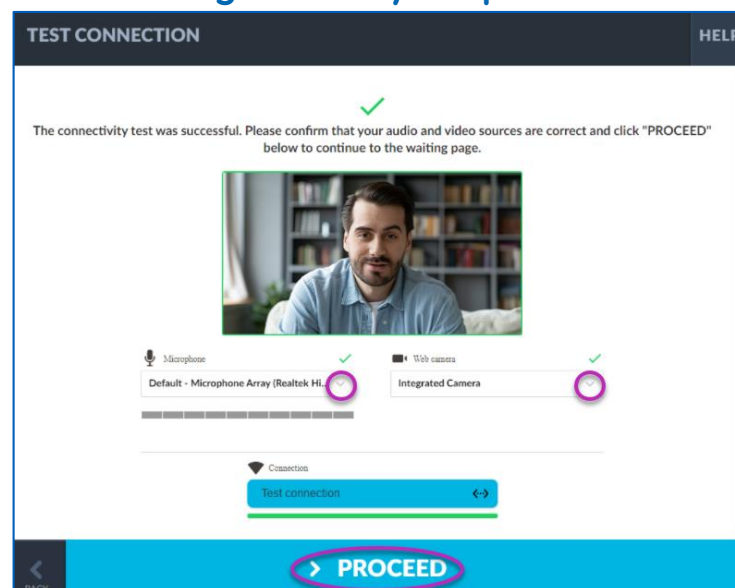 TEST CONNECTION
HELP
The connectivity test was successful. Please confirm that your audio and video sources are correct and click "PROCEED"
below to continue to the waiting page.
Microphone
Web camera
Default - Microphone Array (Realtek Hi...
Integrated Camera
Connection
Test connection
> PROCEED
BACK